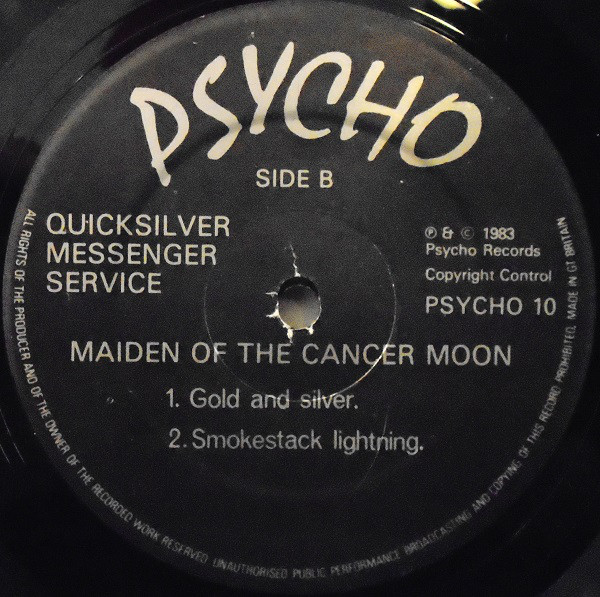 PSYCHO
SIDE B
QUICKSILVER
MESSENGER
SERVICE
℗ & © 1983
Psycho Records
Copyright Control
PSYCHO 10
MAIDEN OF THE CANCER MOON
1. Gold and silver.
2. Smokestack lightning.
ALL RIGHTS OF THE PRODUCER AND OF THE OWNER OF THE RECORDED WORK RESERVED. UNAUTHORISED PUBLIC PERFORMANCE BROADCASTING AND COPYING OF THIS RECORD PROHIBITED. MADE IN GT BRITAIN